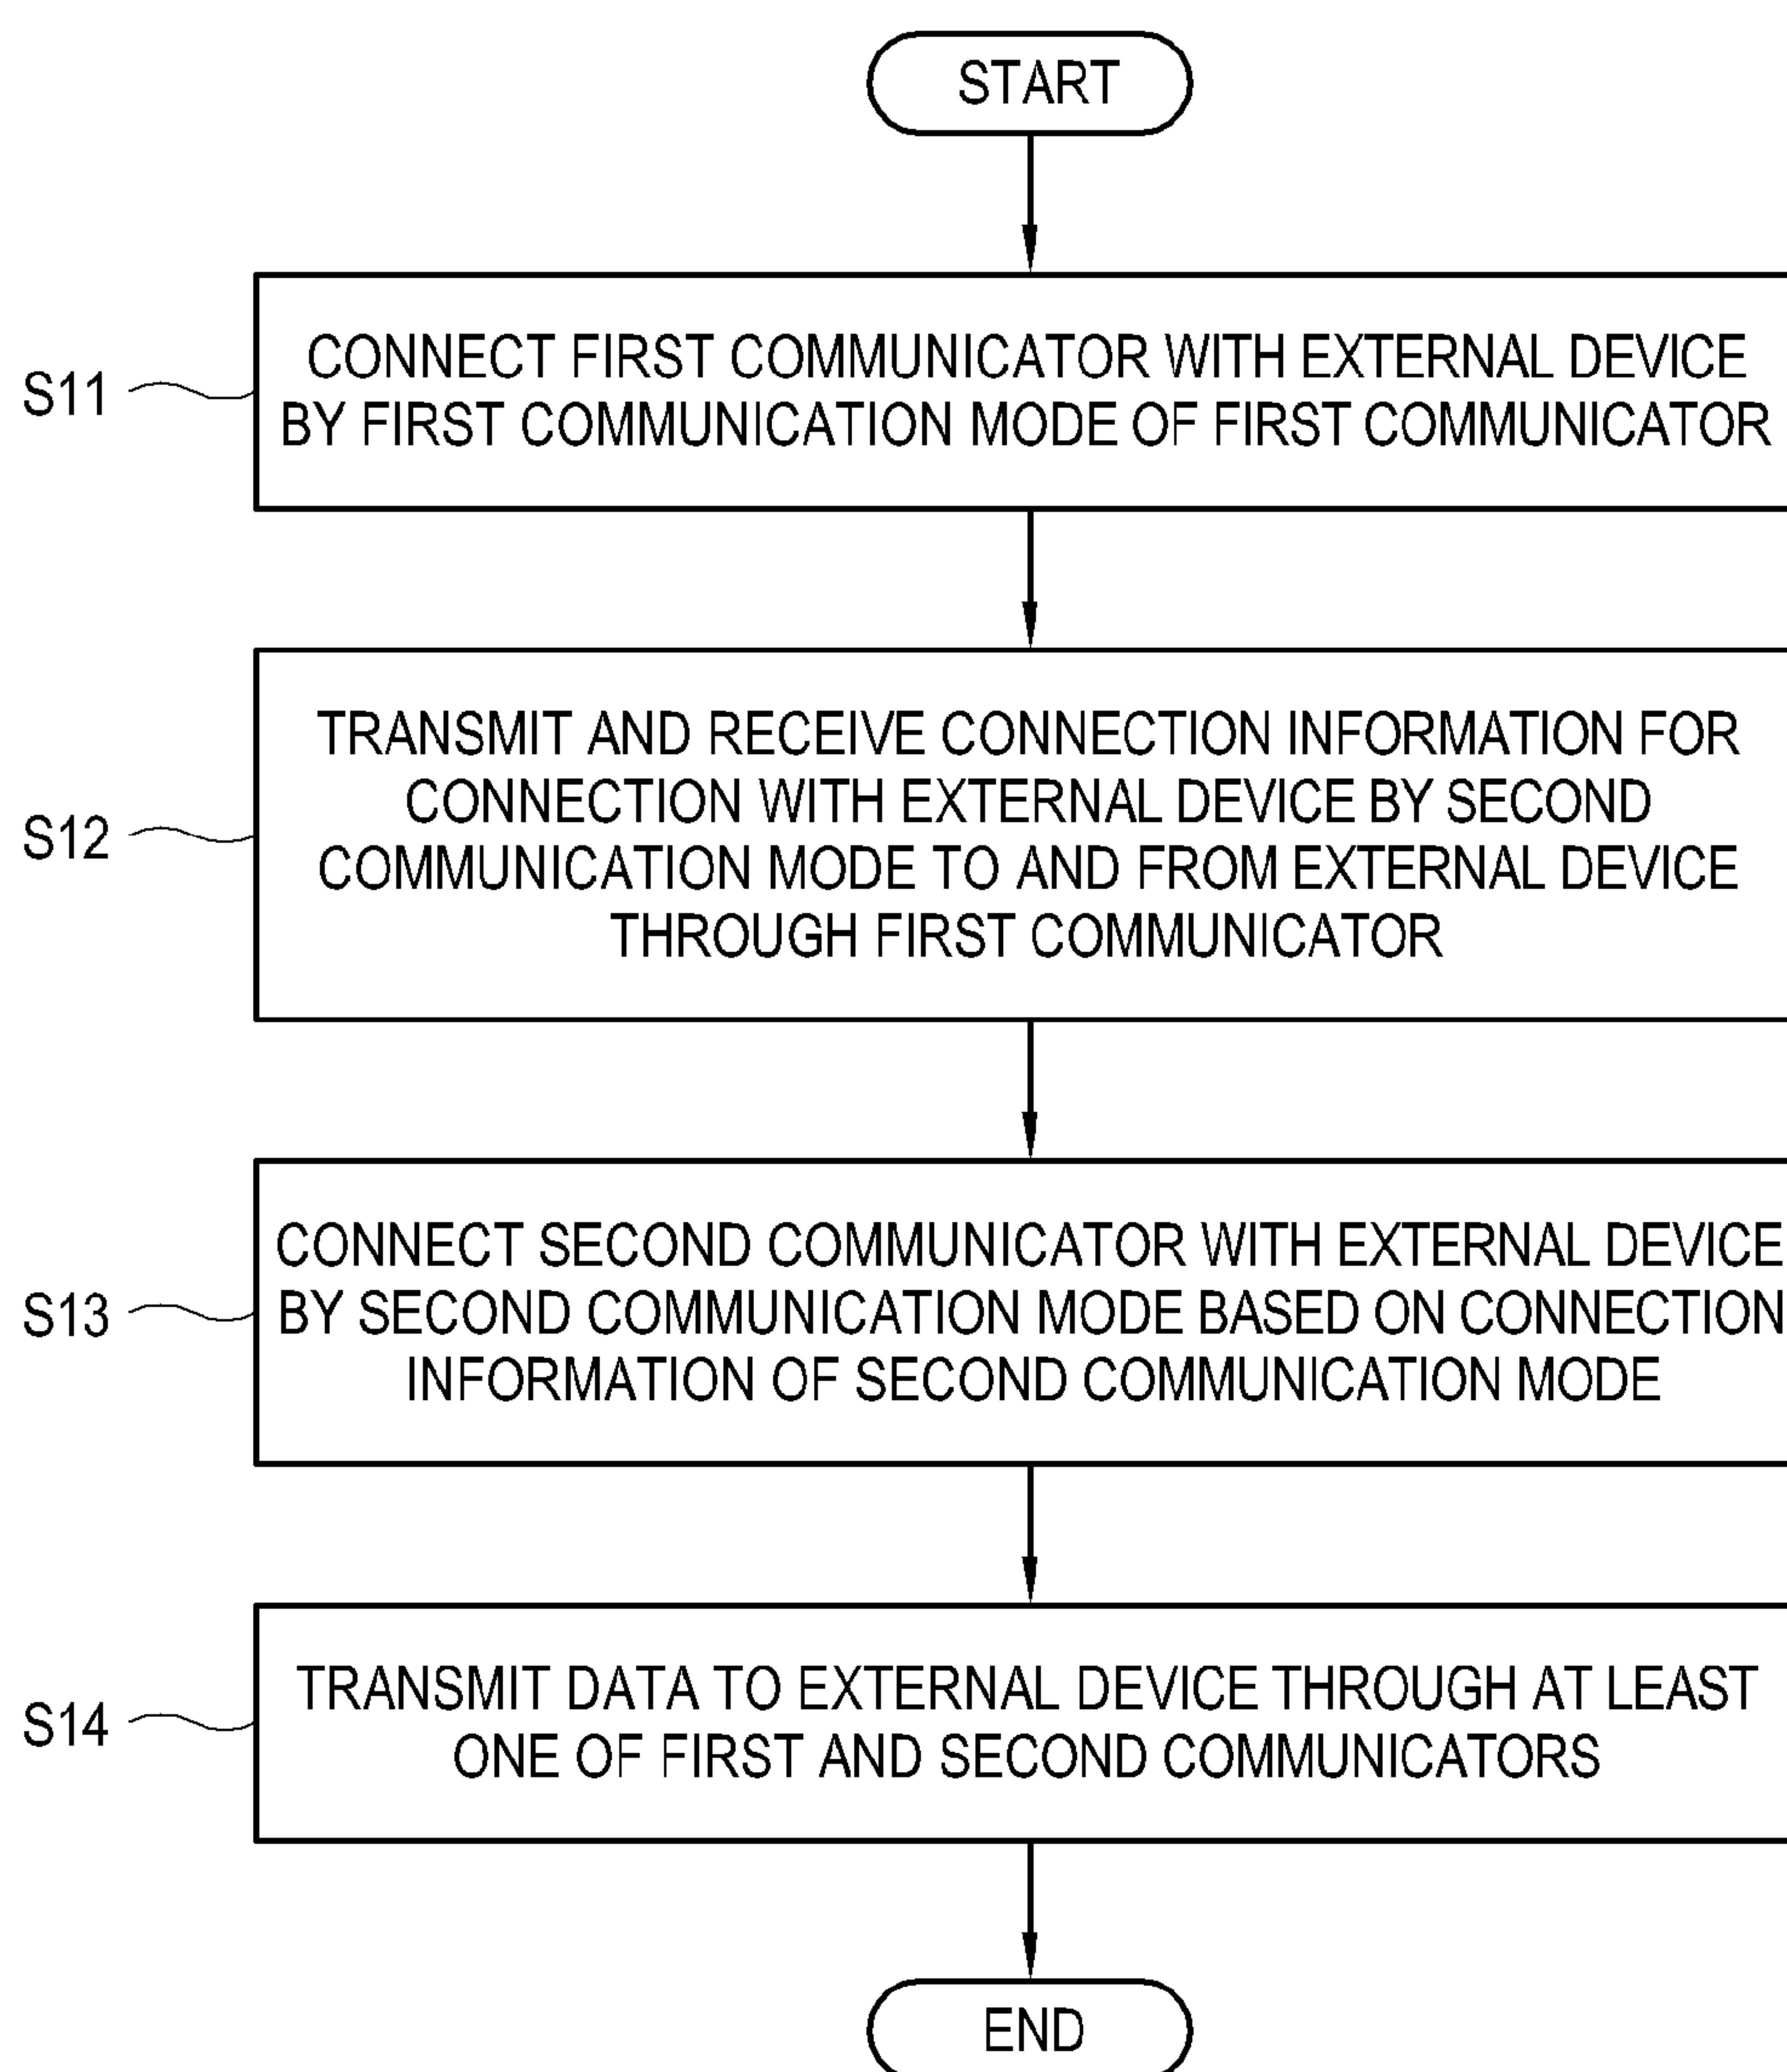 START
S11
CONNECT FIRST COMMUNICATOR WITH EXTERNAL DEVICE
BY FIRST COMMUNICATION MODE OF FIRST COMMUNICATOR
S12
TRANSMIT AND RECEIVE CONNECTION INFORMATION FOR
CONNECTION WITH EXTERNAL DEVICE BY SECOND
COMMUNICATION MODE TO AND FROM EXTERNAL DEVICE
THROUGH FIRST COMMUNICATOR
S13
CONNECT SECOND COMMUNICATOR WITH EXTERNAL DEVICE
BY SECOND COMMUNICATION MODE BASED ON CONNECTION
INFORMATION OF SECOND COMMUNICATION MODE
S14
TRANSMIT DATA TO EXTERNAL DEVICE THROUGH AT LEAST
ONE OF FIRST AND SECOND COMMUNICATORS
END